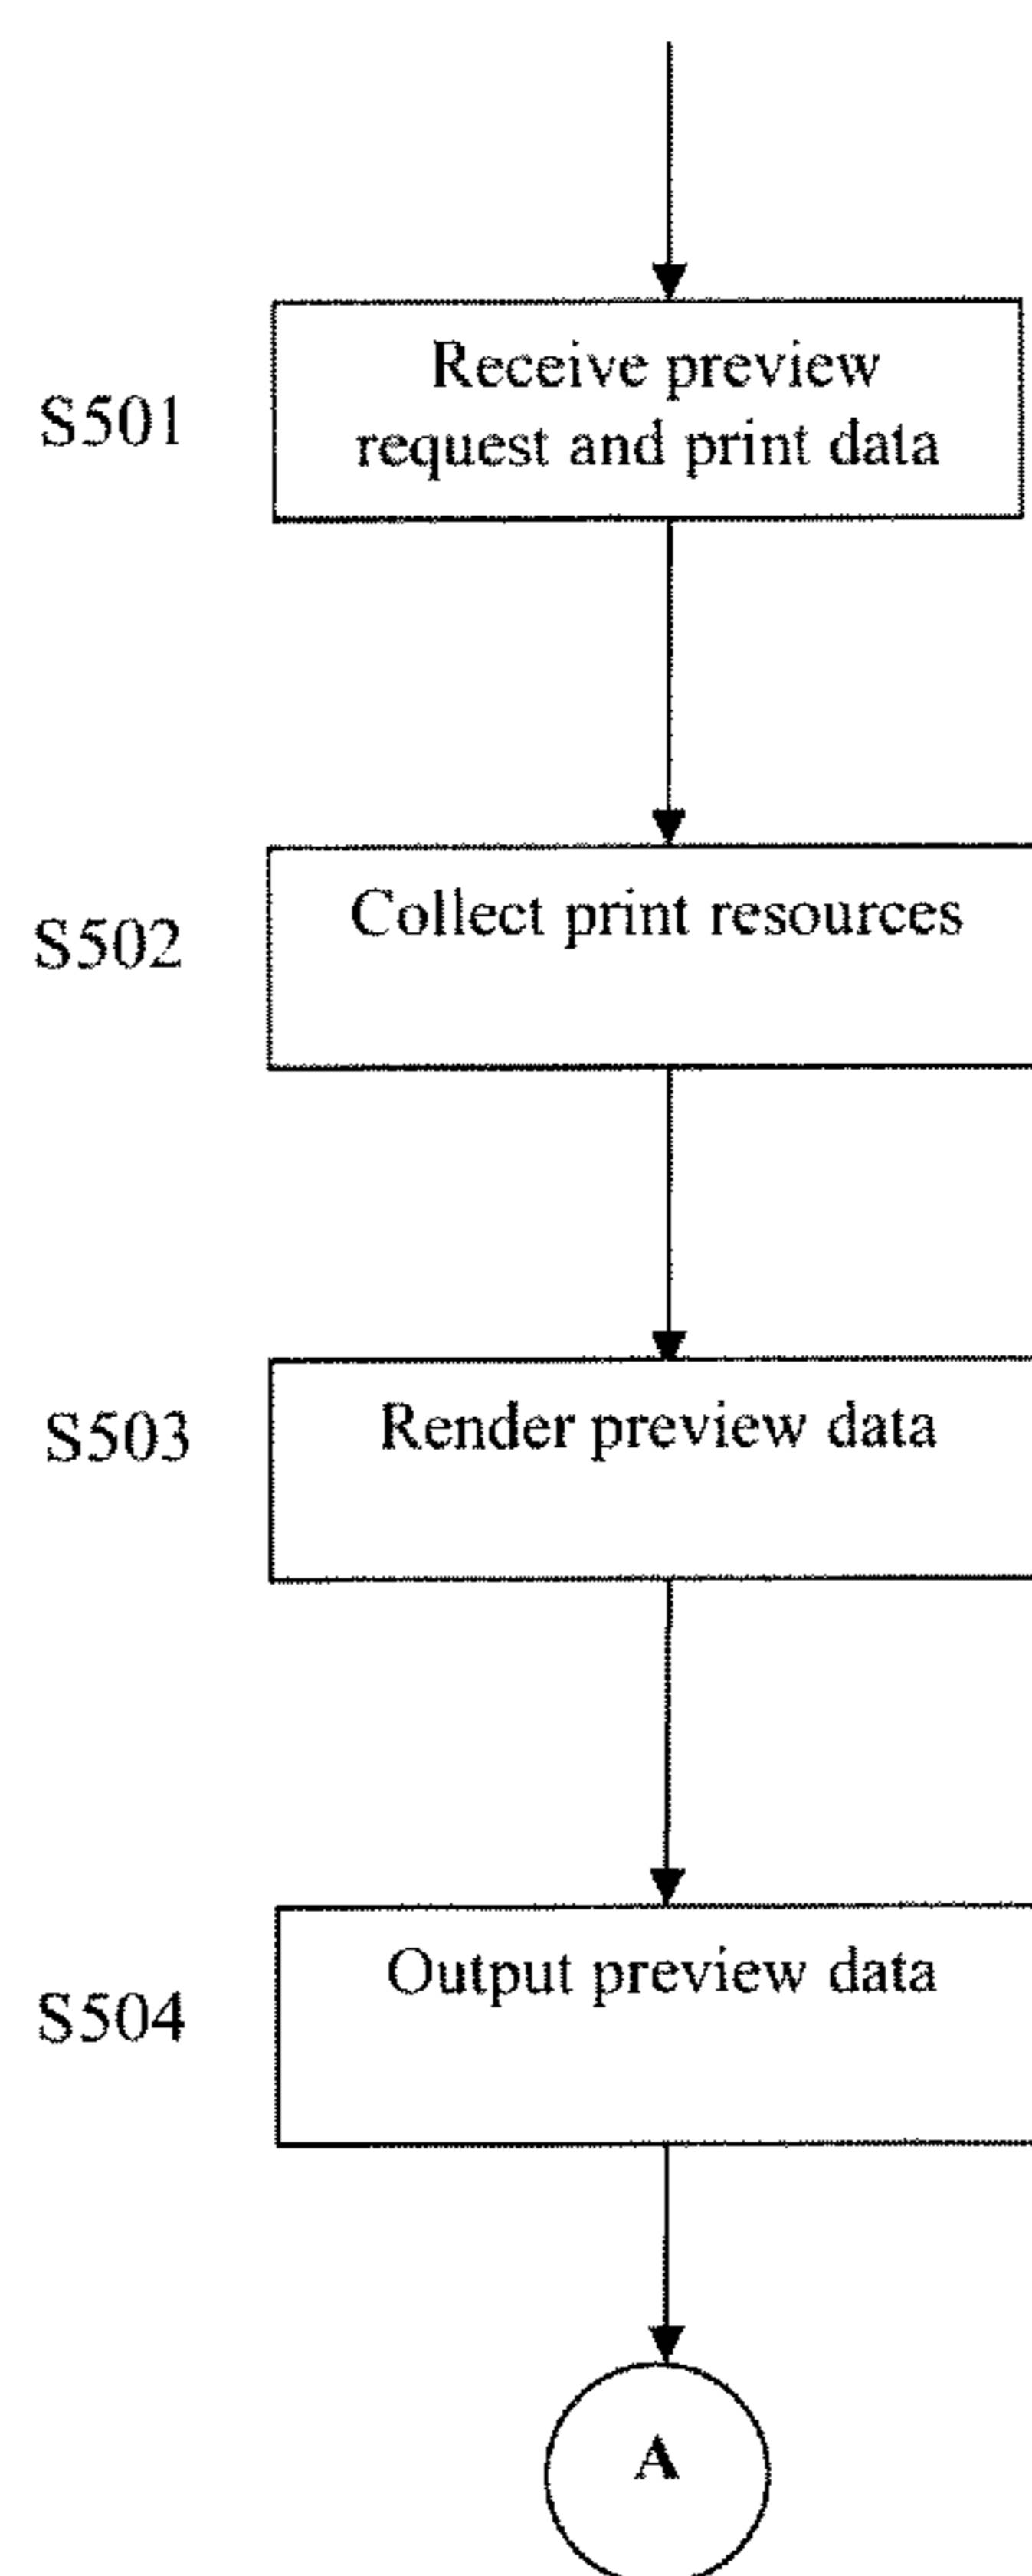 S501
Receive preview
request and print data
S502
Collect print resources
S503
Render preview data
S504
Output preview data
A